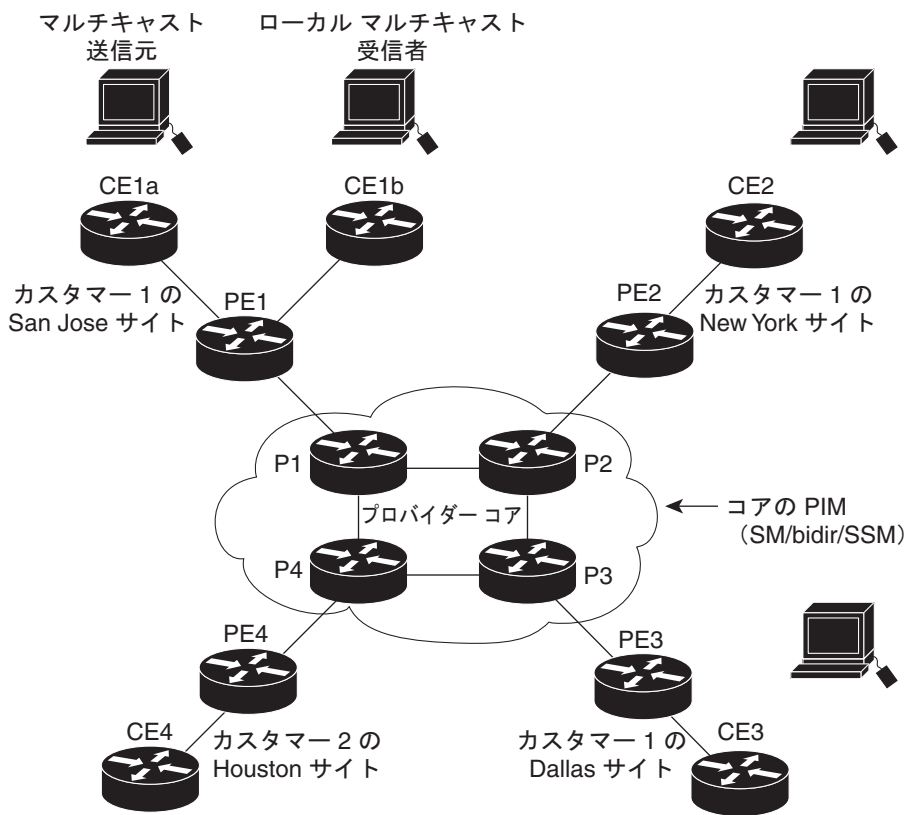 マルチキャスト
送信元
ローカル マルチキャスト
受信者
CE1a
CE1b
CE2
カスタマー 1 の
San Jose サイト
PE1
PE2
カスタマー 1 の
New York サイト
P1
P2
プロバイダー コア
コアの PIM
（SM/bidir/SSM）
P4
P3
PE4
PE3
CE4
カスタマー 2 の
Houston サイト
カスタマー 1 の
Dallas サイト
CE3